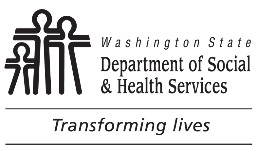 Washington State
Department of Social
& Health Services
Transforming lives